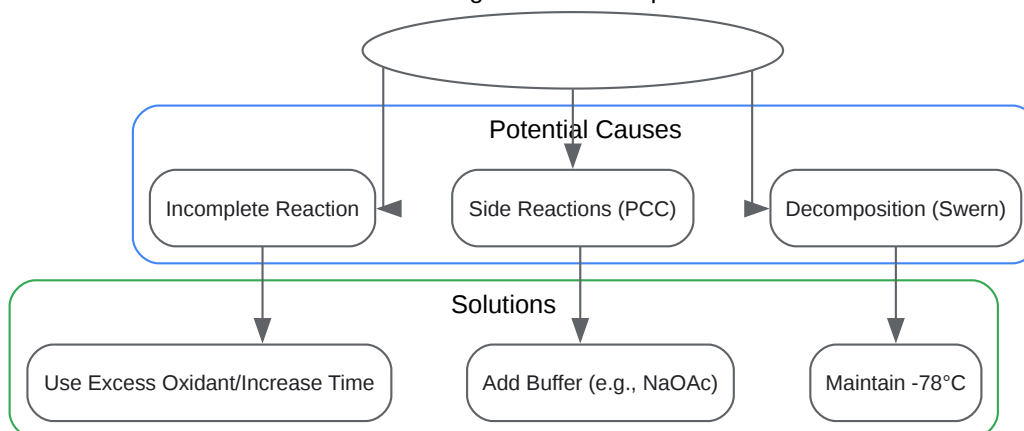 Potential Causes
Incomplete Reaction
Side Reactions (PCC)
Decomposition (Swern)
Solutions
Use Excess Oxidant/Increase Time
Add Buffer (e.g., NaOAc)
Maintain -78°C